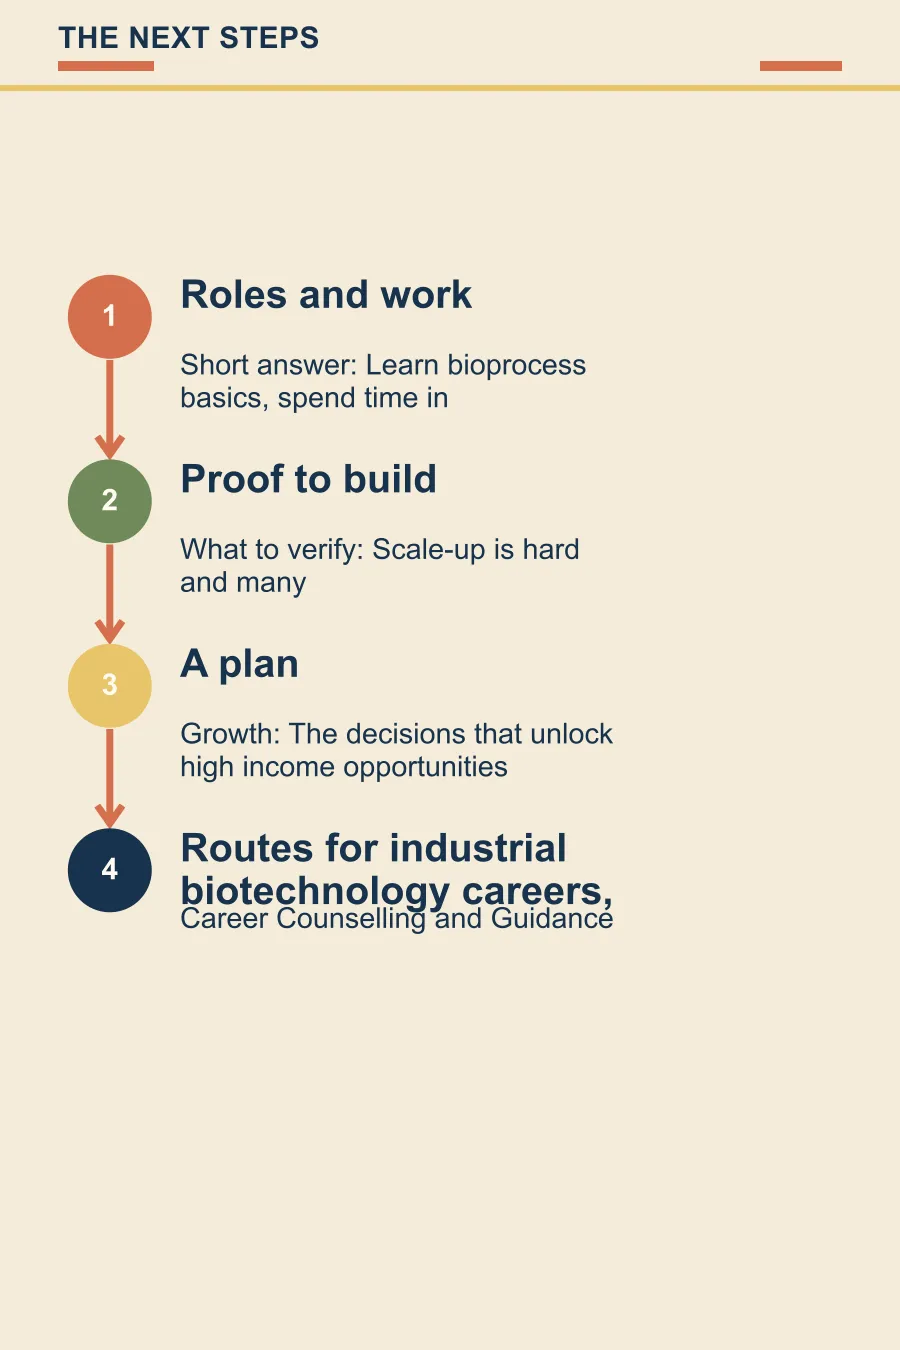 THE NEXT STEPS
1
Roles and work
Short answer: Learn bioprocess
basics, spend time in
2
Proof to build
What to verify: Scale-up is hard
and many
3
A plan
Growth: The decisions that unlock
high income opportunities
4
Routes for industrial
biotechnology careers,
Career Counselling and Guidance